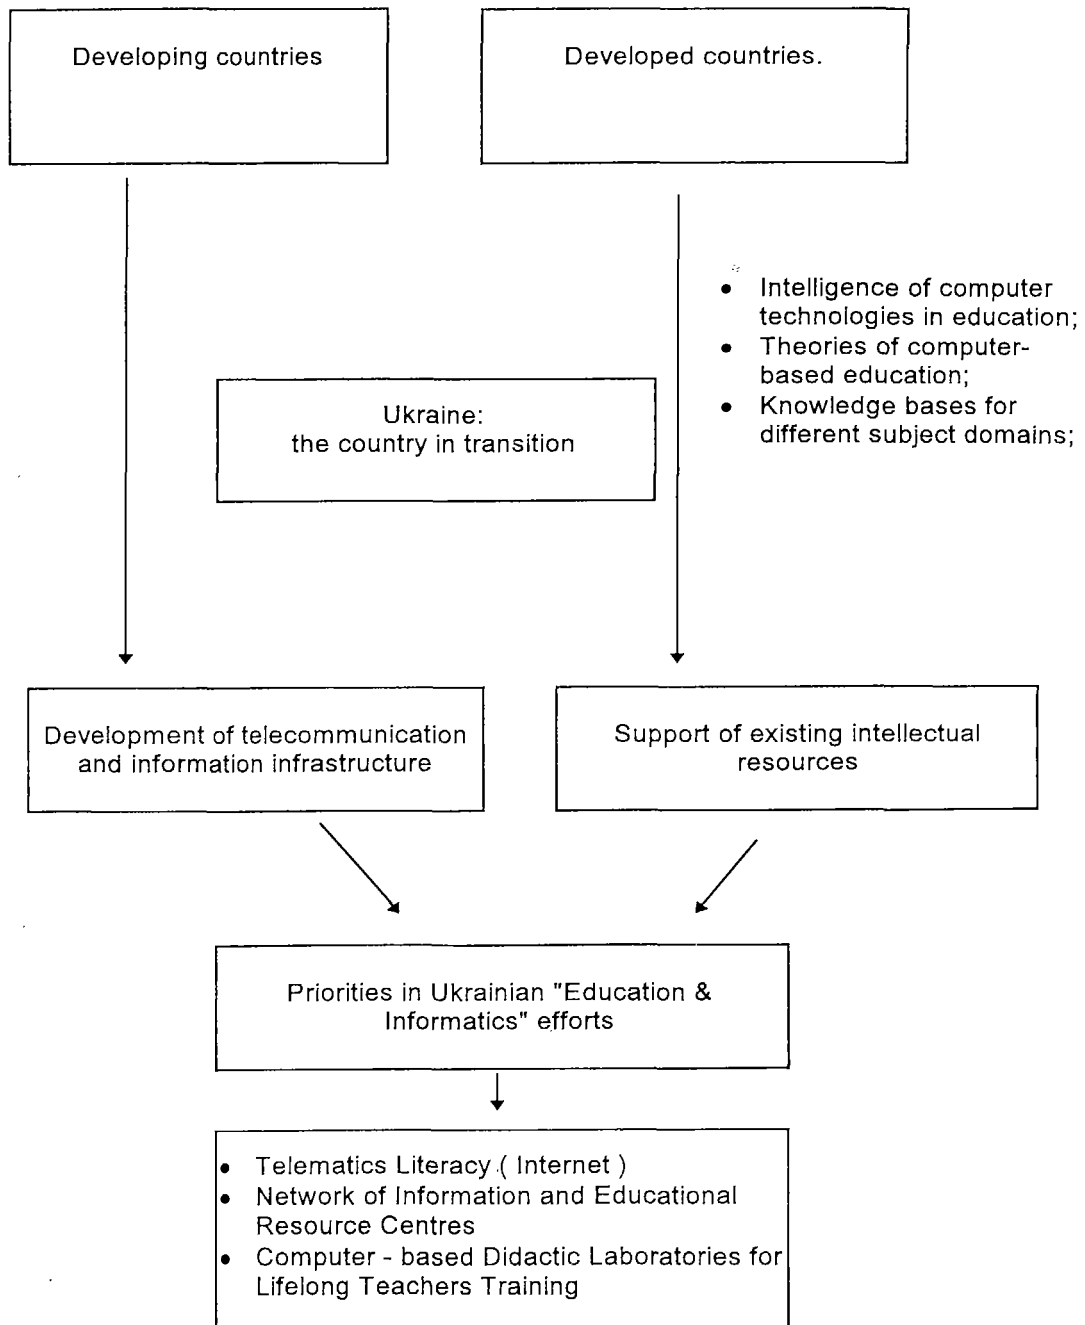 Developing countries
Developed countries.
• Intelligence of computer
technologies in education;
• Theories of computer-
based education;
• Knowledge bases for
different subject domains;
Ukraine:
the country in transition
Development of telecommunication
and information infrastructure
Support of existing intellectual
resources
Priorities in Ukrainian "Education &
Informatics" efforts
• Telematics Literacy ( Internet )
• Network of Information and Educational
Resource Centres
• Computer - based Didactic Laboratories for
Lifelong Teachers Training